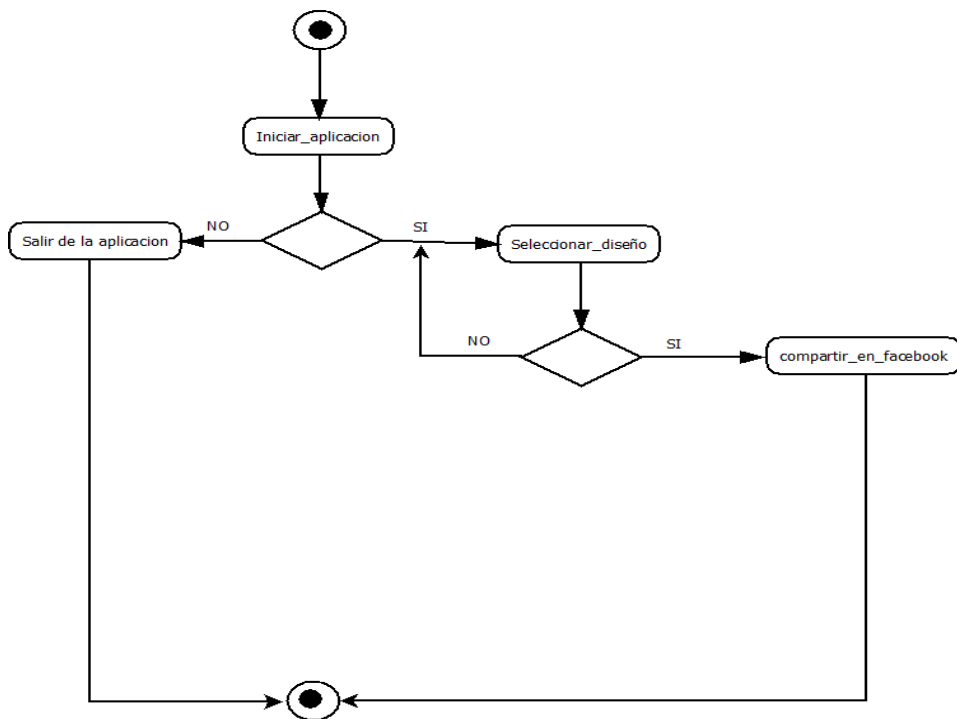 Iniciar_aplicacion
NO
SI
Salir de la aplicacion
Seleccionar_diseño
NO
SI
compartir_en_facebook